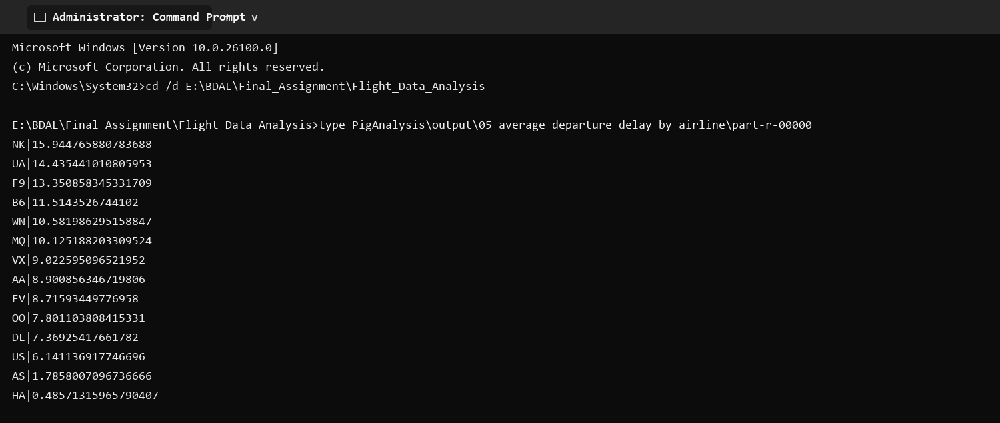 Administrator: Command Prompt v
Microsoft Windows [Version 10.0.26100.0]
(c) Microsoft Corporation. All rights reserved.
C:\Windows\System32>cd /d E:\BDAL\Final_Assignment\Flight_Data_Analysis
E:\BDAL\Final_Assignment\Flight_Data_Analysis>type PigAnalysis\output\05_average_departure_delay_by_airline\part-r-00000
NK|15.944765880783688
UA|14.435441010805953
F9|13.350858345331709
B6|11.5143526744102
WN|10.581986295158847
MQ|10.125188203309524
VX|9.022595096521952
AA|8.900856346719806
EV|8.71593449776958
OO|7.801103808415331
DL|7.36925417661782
US|6.141136917746696
AS|1.7858007096736666
HA|0.48571315965790407